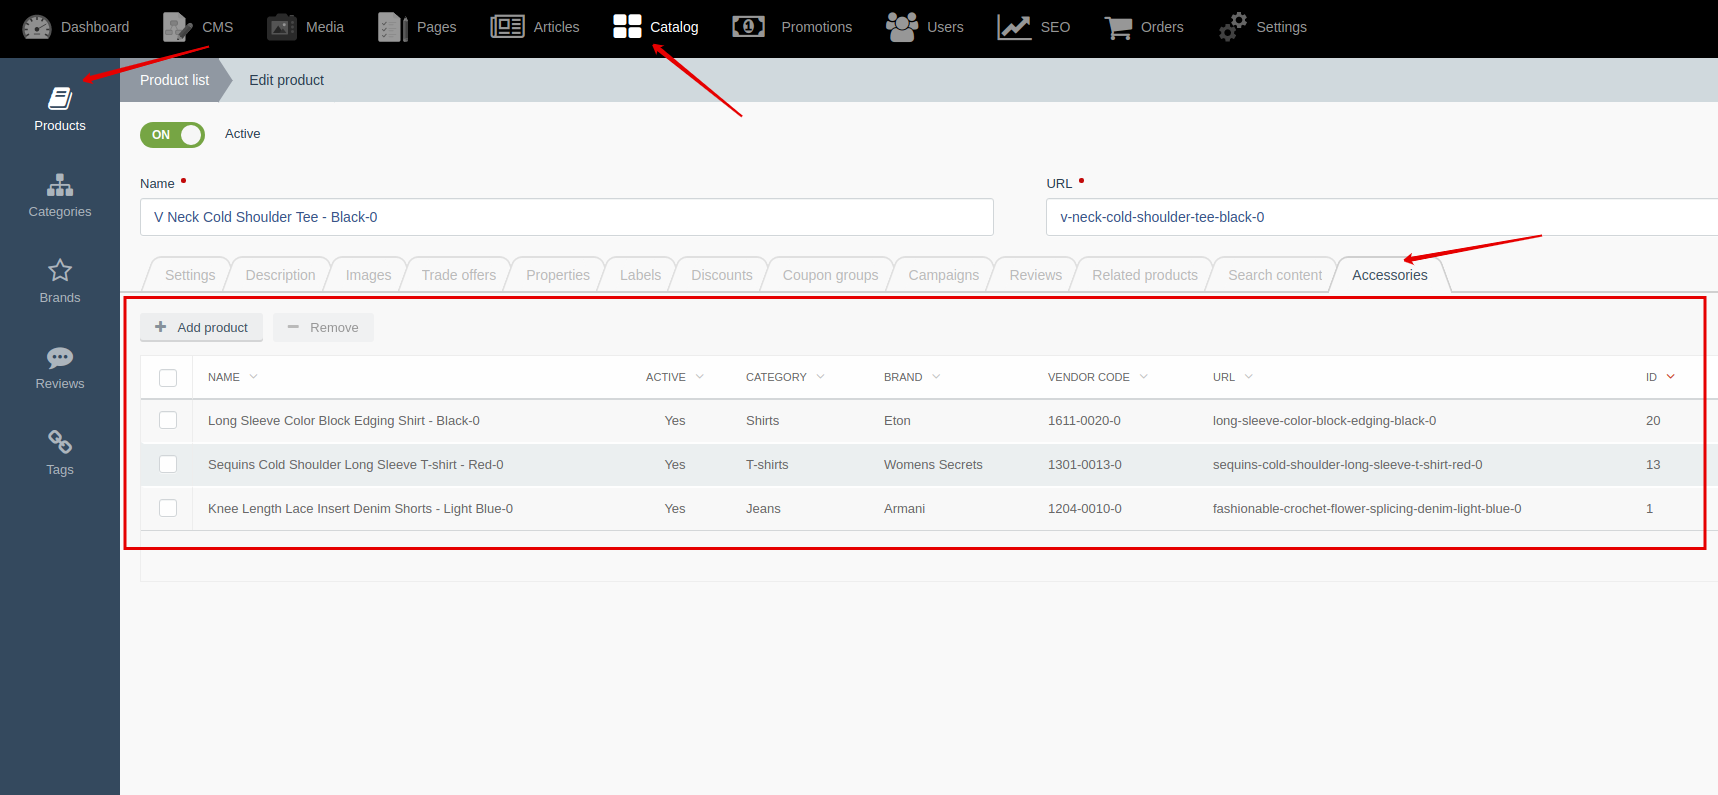 Dashboard CMS Media Pages Articles Catalog Promotions Users SEO Orders Settings
Products
Categories
Brands
Reviews
Tags
Product list Edit product
ON Active
Name URL
V Neck Cold Shoulder Tee - Black-0 v-neck-cold-shoulder-tee-black-0
Settings Description Images Trade offers Properties Labels Discounts Coupon groups Campaigns Reviews Related products Search content Accessories
Add product Remove
NAME ACTIVE CATEGORY BRAND VENDOR CODE URL ID
Long Sleeve Color Block Edging Shirt - Black-0 Yes Shirts Eton 1611-0020-0 long-sleeve-color-block-edging-black-0 20
Sequins Cold Shoulder Long Sleeve T-shirt - Red-0 Yes T-shirts Womens Secrets 1301-0013-0 sequins-cold-shoulder-long-sleeve-t-shirt-red-0 13
Knee Length Lace Insert Denim Shorts - Light Blue-0 Yes Jeans Armani 1204-0010-0 fashionable-crochet-flower-splicing-denim-light-blue-0 1